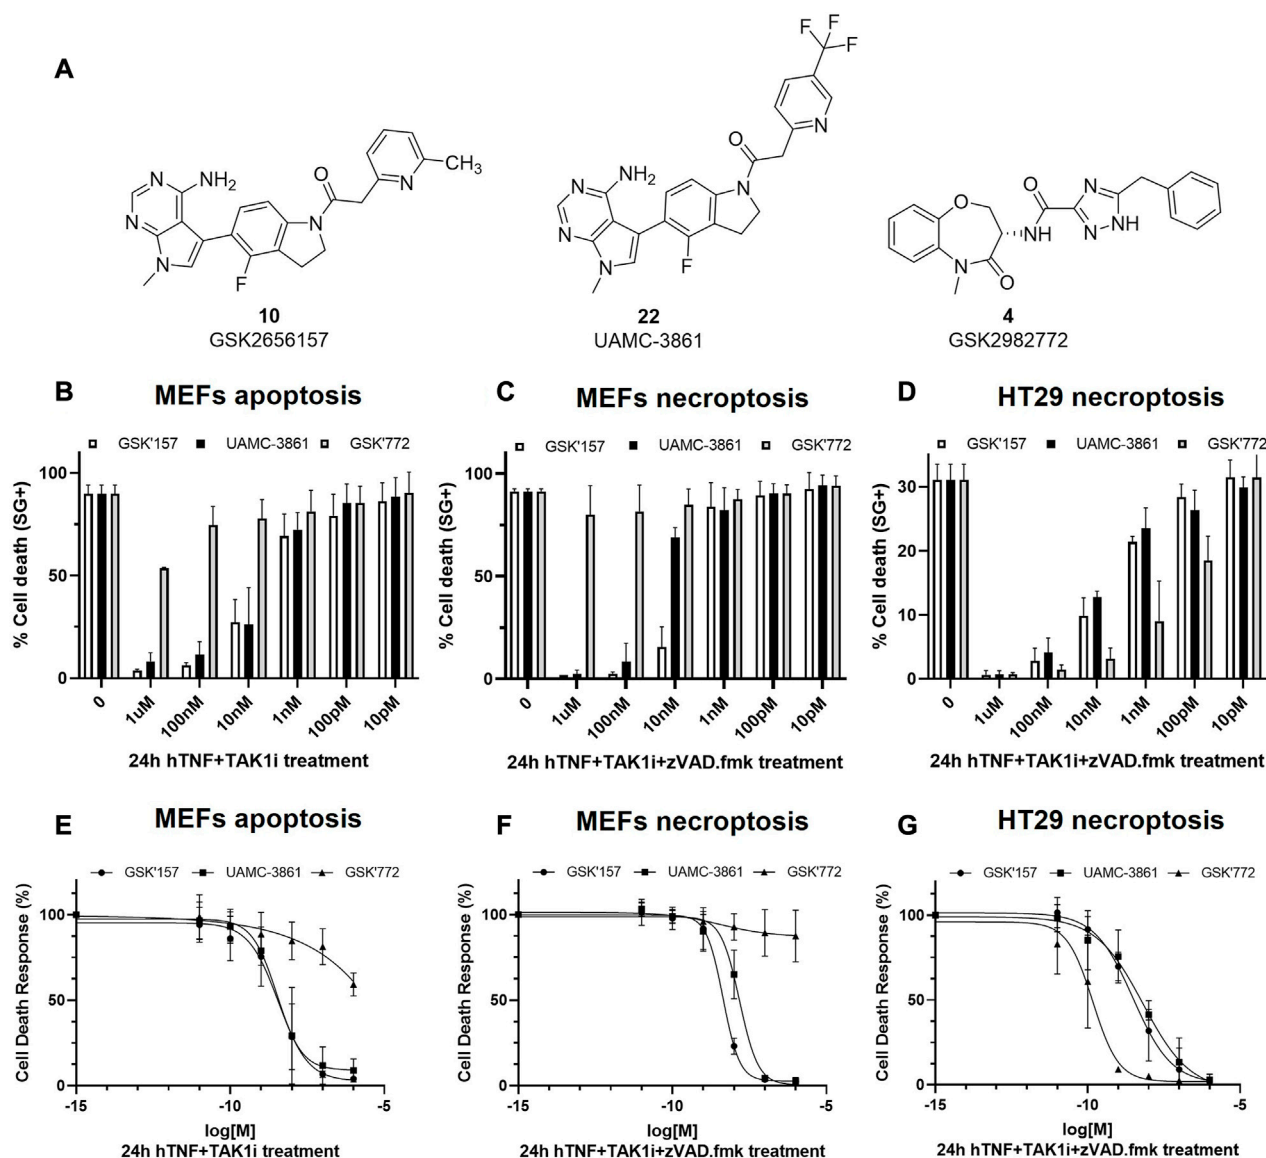 A
N
N
N
NH2
F
N
O
N
CH3
10
GSK2656157
N
N
N
NH2
F
N
O
N
F
F
F
22
UAMC-3861
O
N
O
O
NH
N
N
NH
4
GSK2982772
B
MEFs apoptosis
GSK'157 UAMC-3861 GSK'772
% Cell death (SG+)
100
50
0
0 1uM 100nM 10nM 1nM 100pM 10pM
24h hTNF+TAK1i treatment
C
MEFs necroptosis
GSK'157 UAMC-3861 GSK'772
% Cell death (SG+)
100
50
0
0 1uM 100nM 10nM 1nM 100pM 10pM
24h hTNF+TAK1i+zVAD.fmk treatment
D
HT29 necroptosis
GSK'157 UAMC-3861 GSK'772
% Cell death (SG+)
30
20
10
0
0 1uM 100nM 10nM 1nM 100pM 10pM
24h hTNF+TAK1i+zVAD.fmk treatment
E
MEFs apoptosis
GSK'157 UAMC-3861 GSK'772
Cell Death Response (%)
100
50
0
-15 -10 -5
log[M]
24h hTNF+TAK1i treatment
F
MEFs necroptosis
GSK'157 UAMC-3861 GSK'772
Cell Death Response (%)
100
50
0
-15 -10 -5
log[M]
24h hTNF+TAK1i+zVAD.fmk treatment
G
HT29 necroptosis
GSK'157 UAMC-3861 GSK'772
Cell Death Response (%)
100
50
0
-15 -10 -5
log[M]
24h hTNF+TAK1i+zVAD.fmk treatment